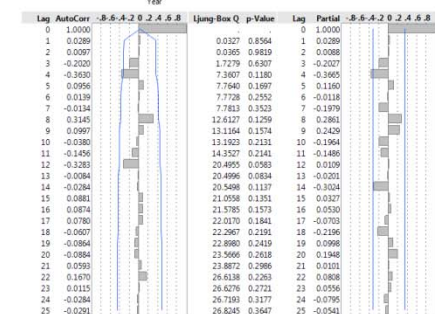 Year
Lag AutoCorr -.8-.6-.4-.2 0 .2 .4 .6 .8 Ljung-Box Q p-Value Lag Partial -.8-.6-.4-.2 0 .2 .4 .6 .8
0 1.0000 . . 0 1.0000
1 0.0289 0.0327 0.8564 1 0.0289
2 0.0073 0.0365 0.9819 2 0.0088
3 -0.2020 1.7279 0.6307 3 -0.2027
4 -0.3630 7.3607 0.1180 4 -0.3665
5 0.0956 7.7640 0.1697 5 0.1160
6 0.0139 7.7728 0.2552 6 -0.0118
7 -0.0134 7.7813 0.3523 7 -0.1979
8 0.3145 12.6127 0.1259 8 0.2861
9 0.0997 13.1164 0.1574 9 0.2429
10 -0.0380 13.1923 0.2131 10 -0.1964
11 -0.1456 14.3527 0.2141 11 -0.1486
12 -0.3283 20.4955 0.0583 12 0.0109
13 -0.0084 20.4996 0.0834 13 -0.0201
14 -0.0284 20.5498 0.1137 14 -0.3024
15 0.0881 21.0558 0.1351 15 0.0327
16 0.0874 21.5785 0.1573 16 0.0530
17 0.0780 22.0170 0.1841 17 -0.0703
18 -0.0607 22.2967 0.2191 18 -0.2196
19 -0.0864 22.8980 0.2419 19 0.0998
20 -0.0884 23.5666 0.2618 20 0.1948
21 0.0593 23.8872 0.2986 21 0.0101
22 0.1670 26.6138 0.2263 22 0.0808
23 0.0115 26.6276 0.2721 23 0.0556
24 -0.0284 26.7193 0.3177 24 -0.0795
25 -0.0291 26.8245 0.3647 25 -0.0541